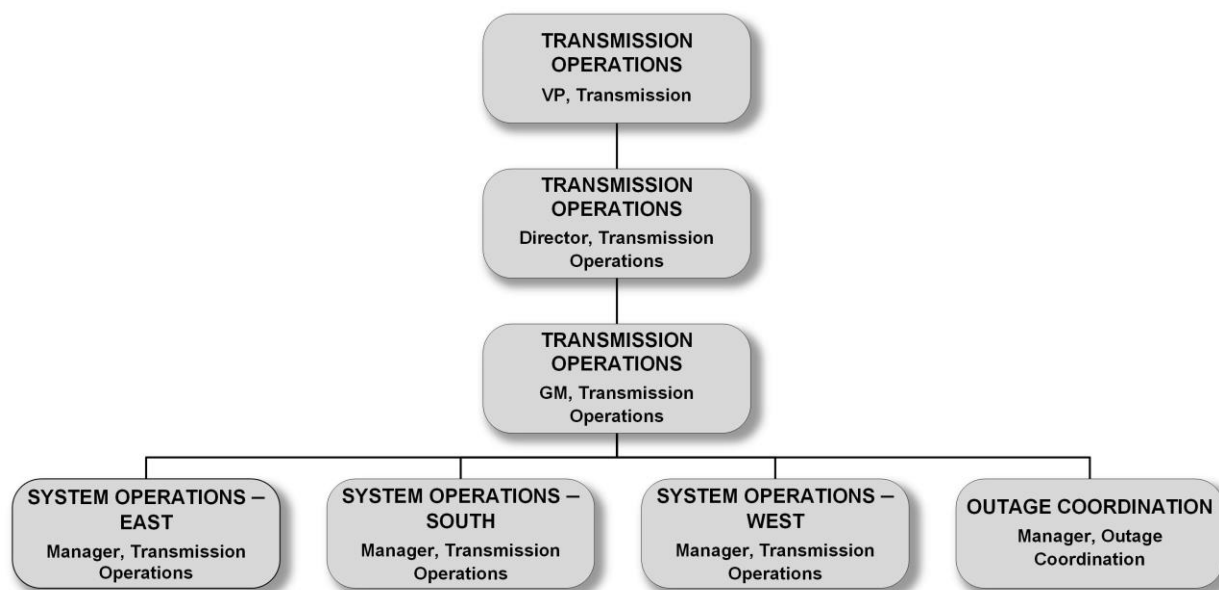 TRANSMISSION
OPERATIONS
VP, Transmission
TRANSMISSION
OPERATIONS
Director, Transmission
Operations
TRANSMISSION
OPERATIONS
GM, Transmission
Operations
SYSTEM OPERATIONS –
EAST
Manager, Transmission
Operations
SYSTEM OPERATIONS –
SOUTH
Manager, Transmission
Operations
SYSTEM OPERATIONS –
WEST
Manager, Transmission
Operations
OUTAGE COORDINATION
Manager, Outage
Coordination